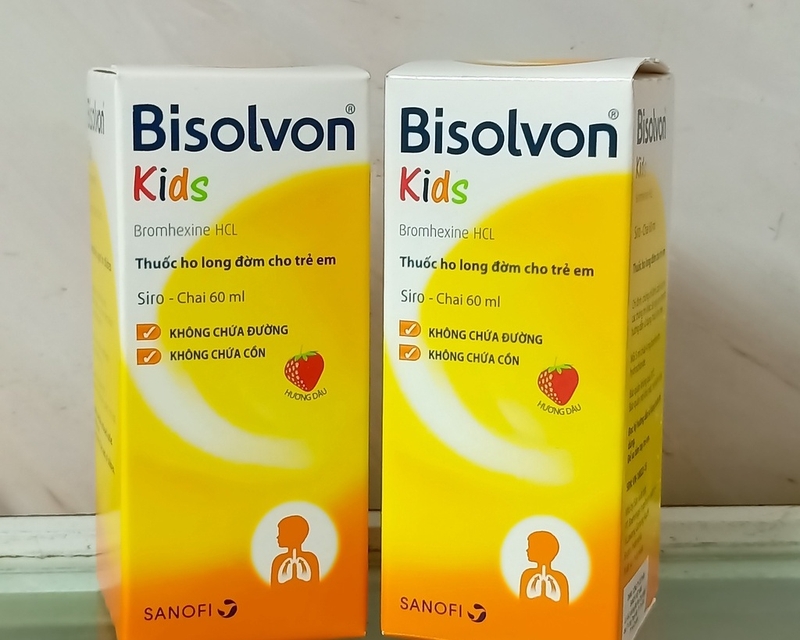 Bisolvon®
Kids
Bromhexine HCL
Thuốc ho long đờm cho trẻ em
Siro - Chai 60 ml
KHÔNG CHỨA ĐƯỜNG
KHÔNG CHỨA CỒN
HƯƠNG DÂU
SANOFI
Bisolvon®
Kids
Bromhexine HCL
Thuốc ho long đờm cho trẻ em
Siro - Chai 60 ml
KHÔNG CHỨA ĐƯỜNG
KHÔNG CHỨA CỒN
HƯƠNG DÂU
SANOFI
Bisolvon
Kids